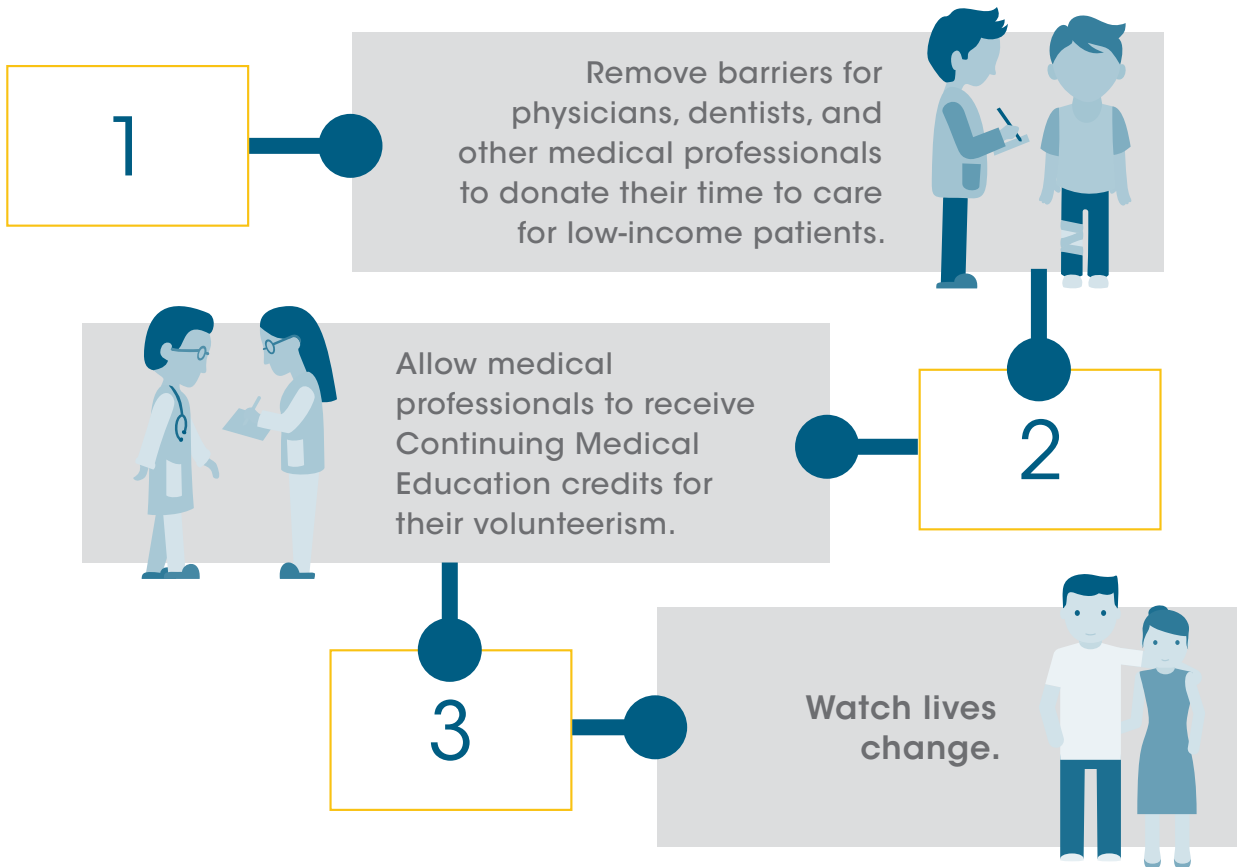 1
Remove barriers for
physicians, dentists, and
other medical professionals
to donate their time to care
for low-income patients.
2
Allow medical
professionals to receive
Continuing Medical
Education credits for
their volunteerism.
3
Watch lives
change.